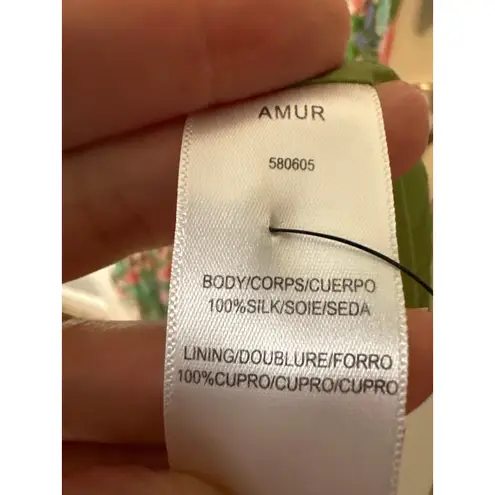 AMUR
580605
BODY/CORPS/CUERPO
100%SILK/SOIE/SEDA
LINING/DOUBLURE/FORRO
100%CUPRO/CUPRO/CUPRO